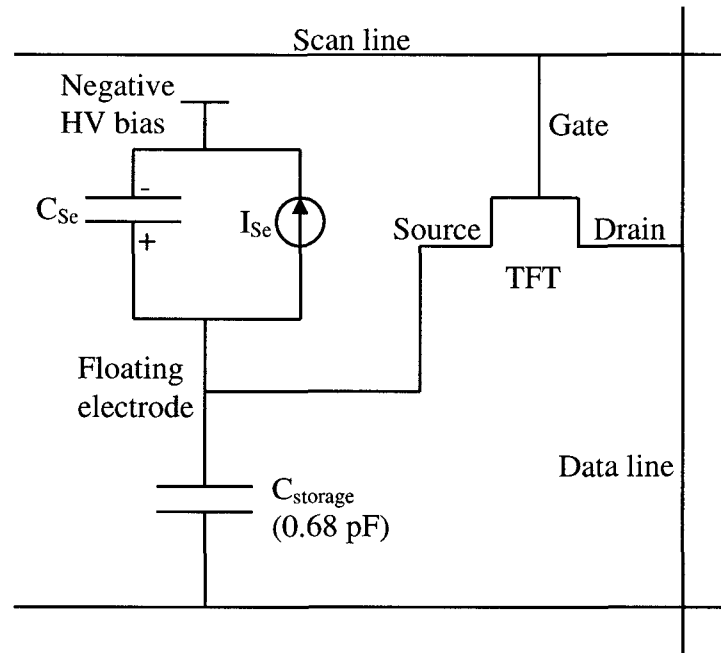 Scan line
Negative
HV bias
Gate
-
C_Se
I_Se
+
Source
Drain
TFT
Floating
electrode
Data line
C_storage
(0.68 pF)